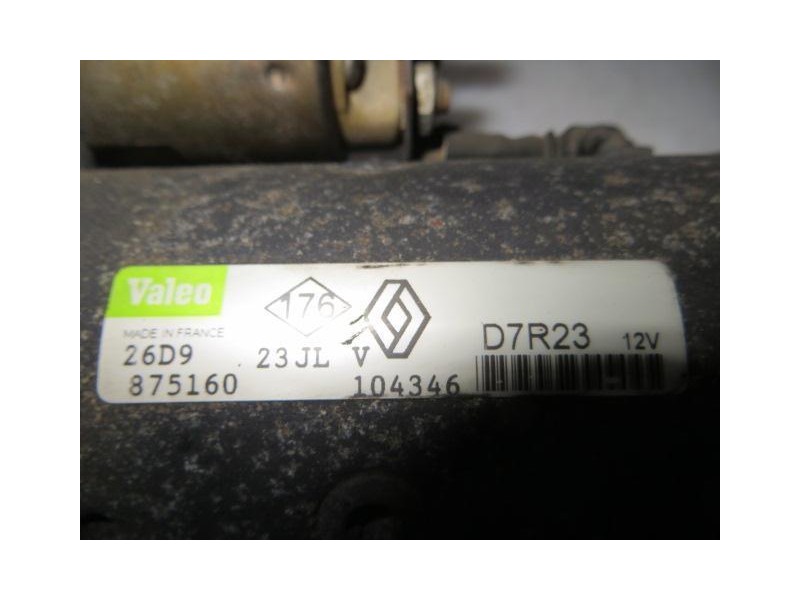 Valeo
176
MADE IN FRANCE
D7R23 12V
26D9 23JL V
875160 104346